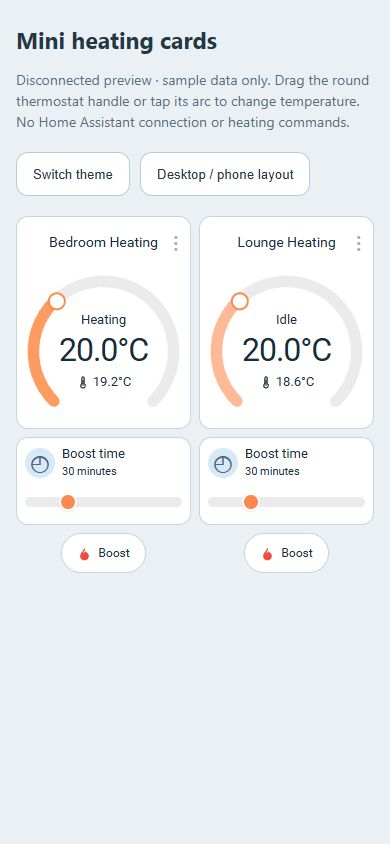 Mini heating cards
Disconnected preview · sample data only. Drag the round
thermostat handle or tap its arc to change temperature.
No Home Assistant connection or heating commands.
Switch theme
Desktop / phone layout
Bedroom Heating
Heating
20.0°C
19.2°C
Boost time
30 minutes
Boost
Lounge Heating
Idle
20.0°C
18.6°C
Boost time
30 minutes
Boost